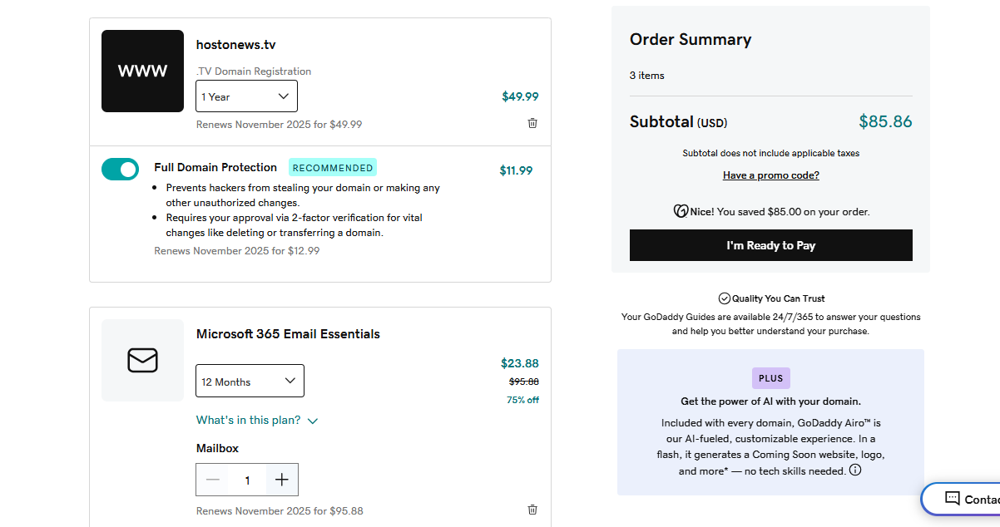 www
hostonews.tv
.TV Domain Registration
1 Year
$49.99
Renews November 2025 for $49.99
Full Domain Protection RECOMMENDED
$11.99
Prevents hackers from stealing your domain or making any
other unauthorized changes.
Requires your approval via 2-factor verification for vital
changes like deleting or transferring a domain.
Renews November 2025 for $12.99
Microsoft 365 Email Essentials
12 Months
$23.88
$95.88
75% off
What's in this plan?
Mailbox
1
Renews November 2025 for $95.88
Order Summary
3 items
Subtotal (USD) $85.86
Subtotal does not include applicable taxes
Have a promo code?
Nice! You saved $85.00 on your order.
I'm Ready to Pay
Quality You Can Trust
Your GoDaddy Guides are available 24/7/365 to answer your questions
and help you better understand your purchase.
PLUS
Get the power of AI with your domain.
Included with every domain, GoDaddy Airo™ is
our AI-fueled, customizable experience. In a
flash, it generates a Coming Soon website, logo,
and more* — no tech skills needed.
Contac